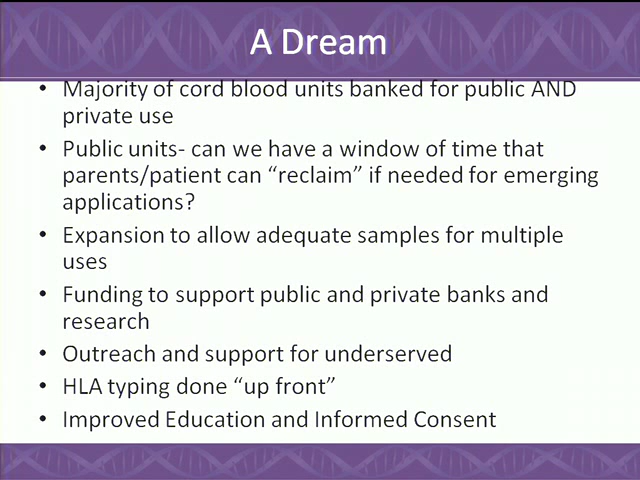 A Dream
• Majority of cord blood units banked for public AND
private use
• Public units- can we have a window of time that
parents/patient can “reclaim” if needed for emerging
applications?
• Expansion to allow adequate samples for multiple
uses
• Funding to support public and private banks and
research
• Outreach and support for underserved
• HLA typing done “up front”
• Improved Education and Informed Consent